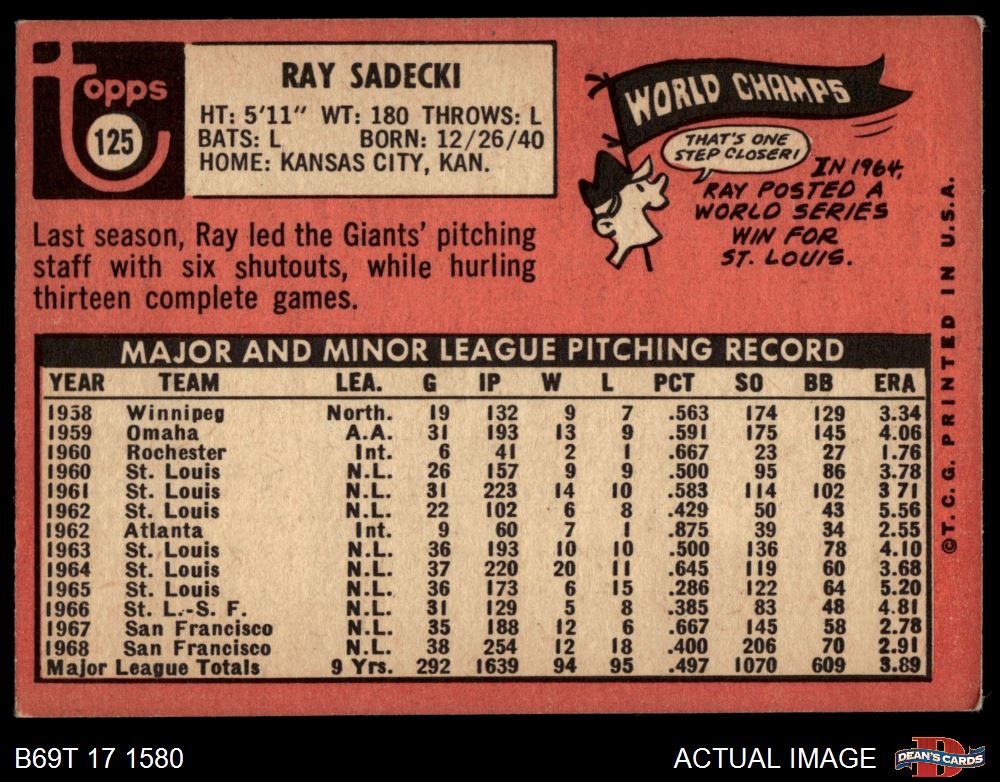 Topps
125
RAY SADECKI
HT: 5'11" WT: 180 THROWS: L
BATS: L BORN: 12/26/40
HOME: KANSAS CITY, KAN.
WORLD CHAMPS
THAT'S ONE
STEP CLOSER!
IN 1964,
RAY POSTED A
WORLD SERIES
WIN FOR
ST. LOUIS.
Last season, Ray led the Giants' pitching
staff with six shutouts, while hurling
thirteen complete games.
MAJOR AND MINOR LEAGUE PITCHING RECORD
YEAR TEAM LEA. G IP W L PCT SO BB ERA
1958 Winnipeg North. 19 132 9 7 .563 174 129 3.34
1959 Omaha A.A. 31 193 13 9 .591 175 145 4.06
1960 Rochester Int. 6 41 2 1 .667 23 27 1.76
1960 St. Louis N.L. 26 157 9 9 .500 95 86 3.78
1961 St. Louis N.L. 31 223 14 10 .583 114 102 3 71
1962 St. Louis N.L. 22 102 6 8 .429 50 43 5.56
1962 Atlanta Int. 9 60 7 1 .875 39 34 2.55
1963 St. Louis N.L. 36 193 10 10 .500 136 78 4.10
1964 St. Louis N.L. 37 220 20 11 .645 119 60 3.68
1965 St. Louis N.L. 36 173 6 15 .286 122 64 5.20
1966 St. L.-S. F. N.L. 31 129 5 8 .385 83 48 4.81
1967 San Francisco N.L. 35 188 12 6 .667 145 58 2.78
1968 San Francisco N.L. 38 254 12 18 .400 206 70 2.91
Major League Totals 9 Yrs. 292 1639 94 95 .497 1070 609 3.89
©T.C.G. PRINTED IN U.S.A.
B69T 17 1580
ACTUAL IMAGE
D
DEAN'S CARDS